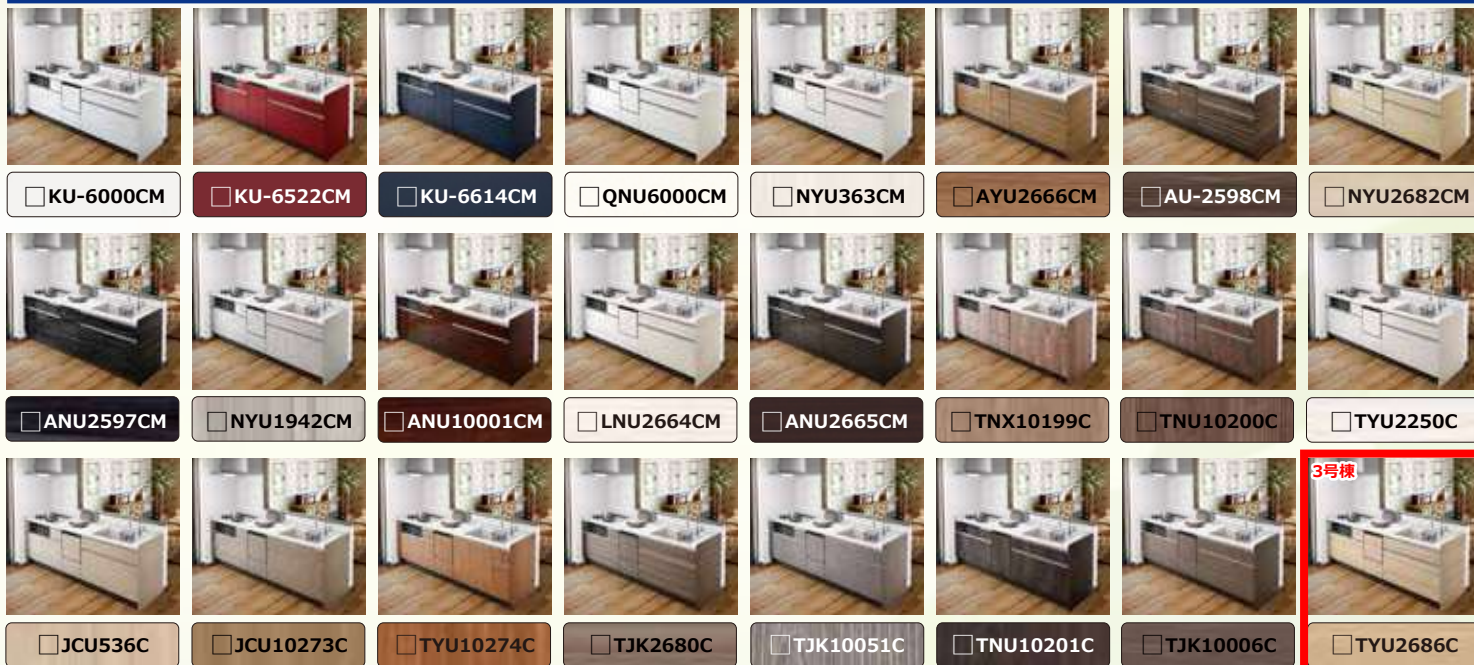 □KU-6000CM
□KU-6522CM
□KU-6614CM
□QNU6000CM
□NYU363CM
□AYU2666CM
□AU-2598CM
□NYU2682CM
□ANU2597CM
□NYU1942CM
□ANU10001CM
□LNU2664CM
□ANU2665CM
□TNX10199C
□TNU10200C
□TYU2250C
3号棟
□JCU536C
□JCU10273C
□TYU10274C
□TJK2680C
□TJK10051C
□TNU10201C
□TJK10006C
□TYU2686C